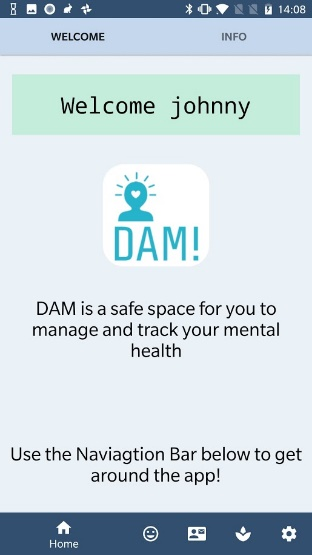 14:08
WELCOME INFO
Welcome johnny
DAM!
DAM is a safe space for you to
manage and track your mental
health
Use the Naviagtion Bar below to get
around the app!
Home